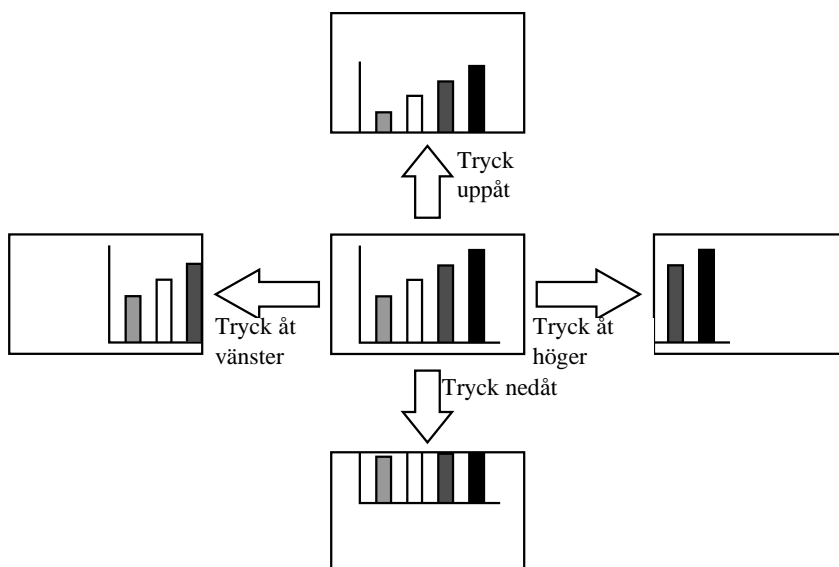 Tryck
uppåt
Tryck åt
vänster
Tryck åt
höger
Tryck nedåt